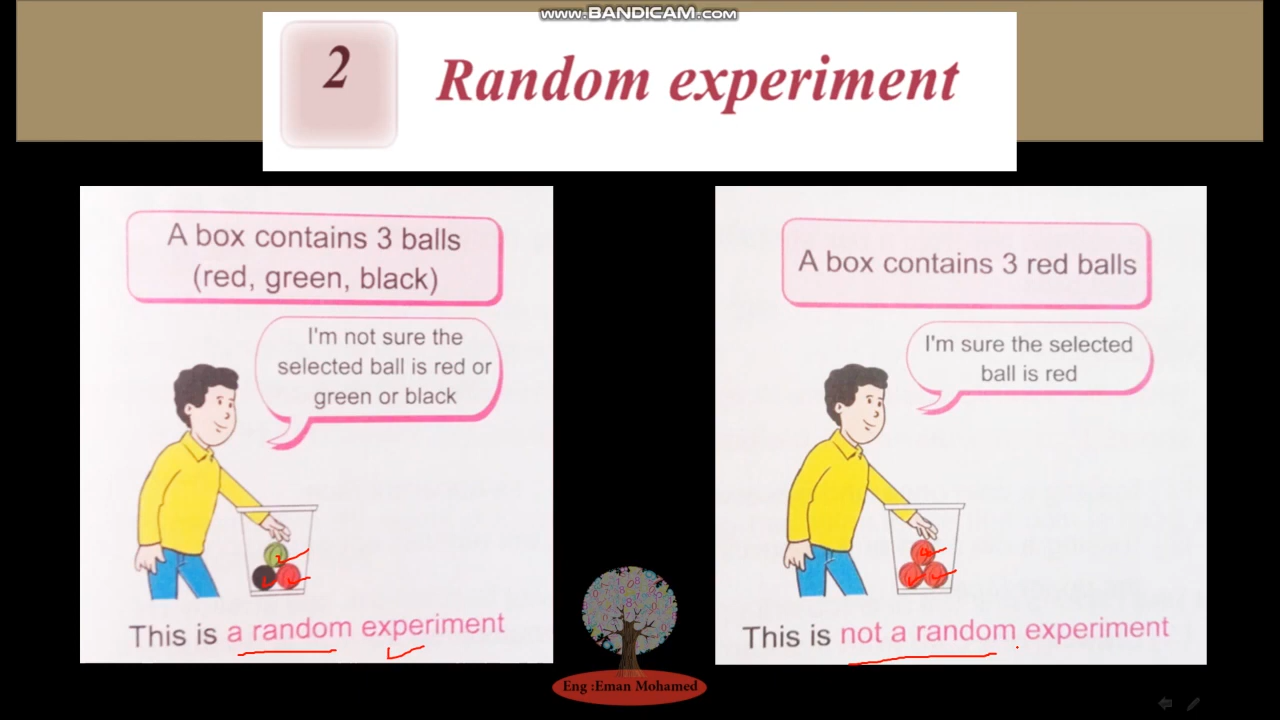 www.BANDICAM.com
2
Random experiment
A box contains 3 balls
(red, green, black)
I'm not sure the
selected ball is red or
green or black
This is a random experiment
A box contains 3 red balls
I'm sure the selected
ball is red
This is not a random experiment
Eng :Eman Mohamed